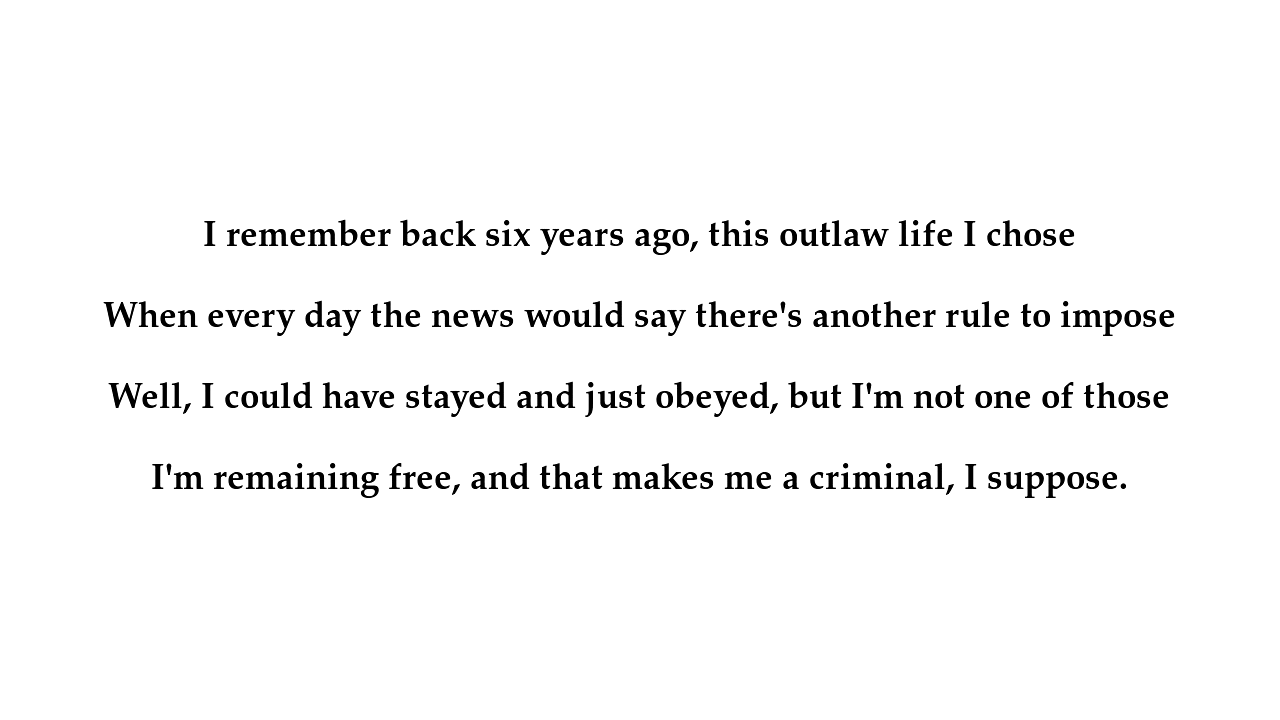 I remember back six years ago, this outlaw life I chose
When every day the news would say there's another rule to impose
Well, I could have stayed and just obeyed, but I'm not one of those
I'm remaining free, and that makes me a criminal, I suppose.